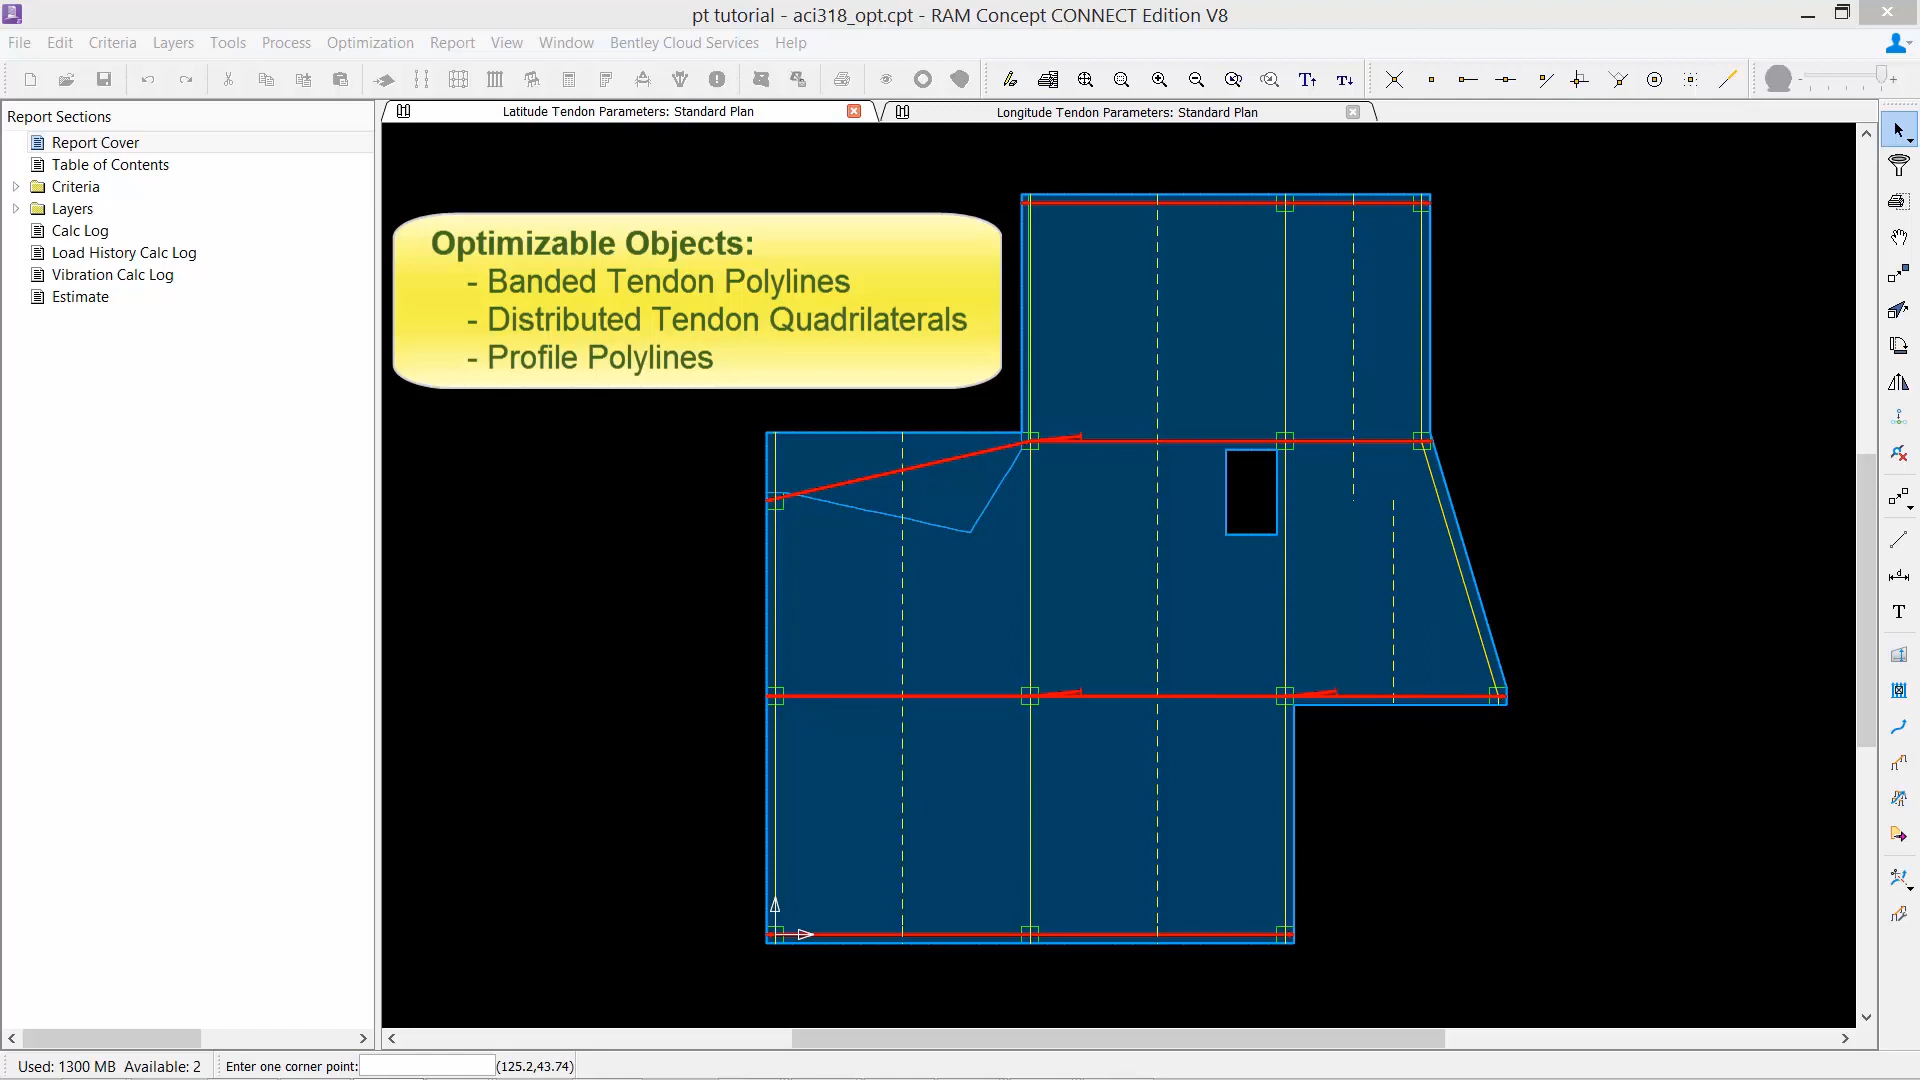 pt tutorial - aci318_opt.cpt - RAM Concept CONNECT Edition V8
File Edit Criteria Layers Tools Process Optimization Report View Window Bentley Cloud Services Help
Report Sections
Report Cover
Table of Contents
Criteria
Layers
Calc Log
Load History Calc Log
Vibration Calc Log
Estimate
Latitude Tendon Parameters: Standard Plan
Longitude Tendon Parameters: Standard Plan
Optimizable Objects:
- Banded Tendon Polylines
- Distributed Tendon Quadrilaterals
- Profile Polylines
Used: 1300 MB Available: 2 Enter one corner point: (125.2,43.74)